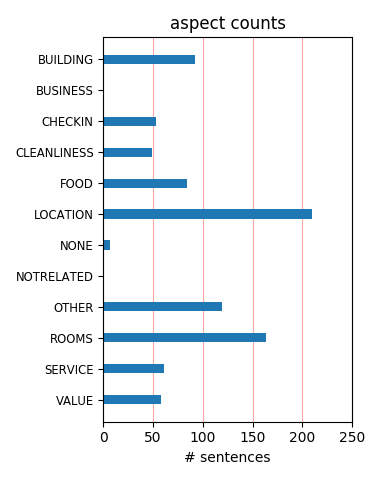 aspect counts
BUILDING
BUSINESS
CHECKIN
CLEANLINESS
FOOD
LOCATION
NONE
NOTRELATED
OTHER
ROOMS
SERVICE
VALUE
0 50 100 150 200 250
# sentences